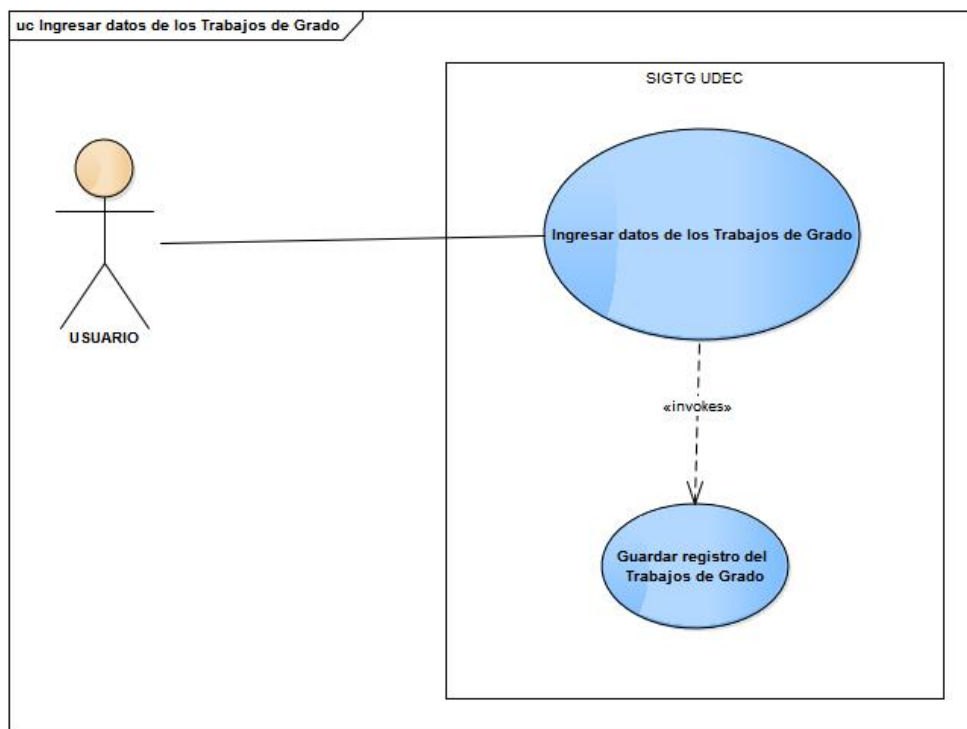 uc Ingresar datos de los Trabajos de Grado
SIGTG UDEC
Ingresar datos de los Trabajos de Grado
USUARIO
«invokes»
Guardar registro del
Trabajos de Grado